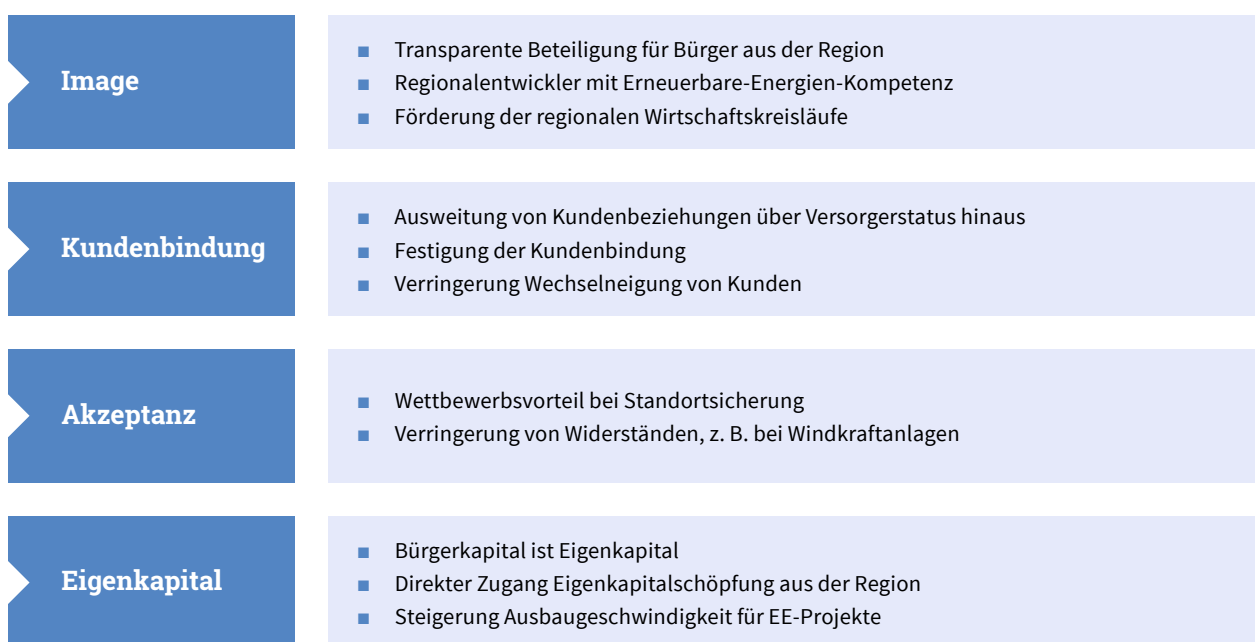 Image
■ Transparente Beteiligung für Bürger aus der Region
■ Regionalentwickler mit Erneuerbare-Energien-Kompetenz
■ Förderung der regionalen Wirtschaftskreisläufe
Kundenbindung
■ Ausweitung von Kundenbeziehungen über Versorgerstatus hinaus
■ Festigung der Kundenbindung
■ Verringerung Wechselneigung von Kunden
Akzeptanz
■ Wettbewerbsvorteil bei Standortsicherung
■ Verringerung von Widerständen, z. B. bei Windkraftanlagen
Eigenkapital
■ Bürgerkapital ist Eigenkapital
■ Direkter Zugang Eigenkapitalschöpfung aus der Region
■ Steigerung Ausbaugeschwindigkeit für EE-Projekte